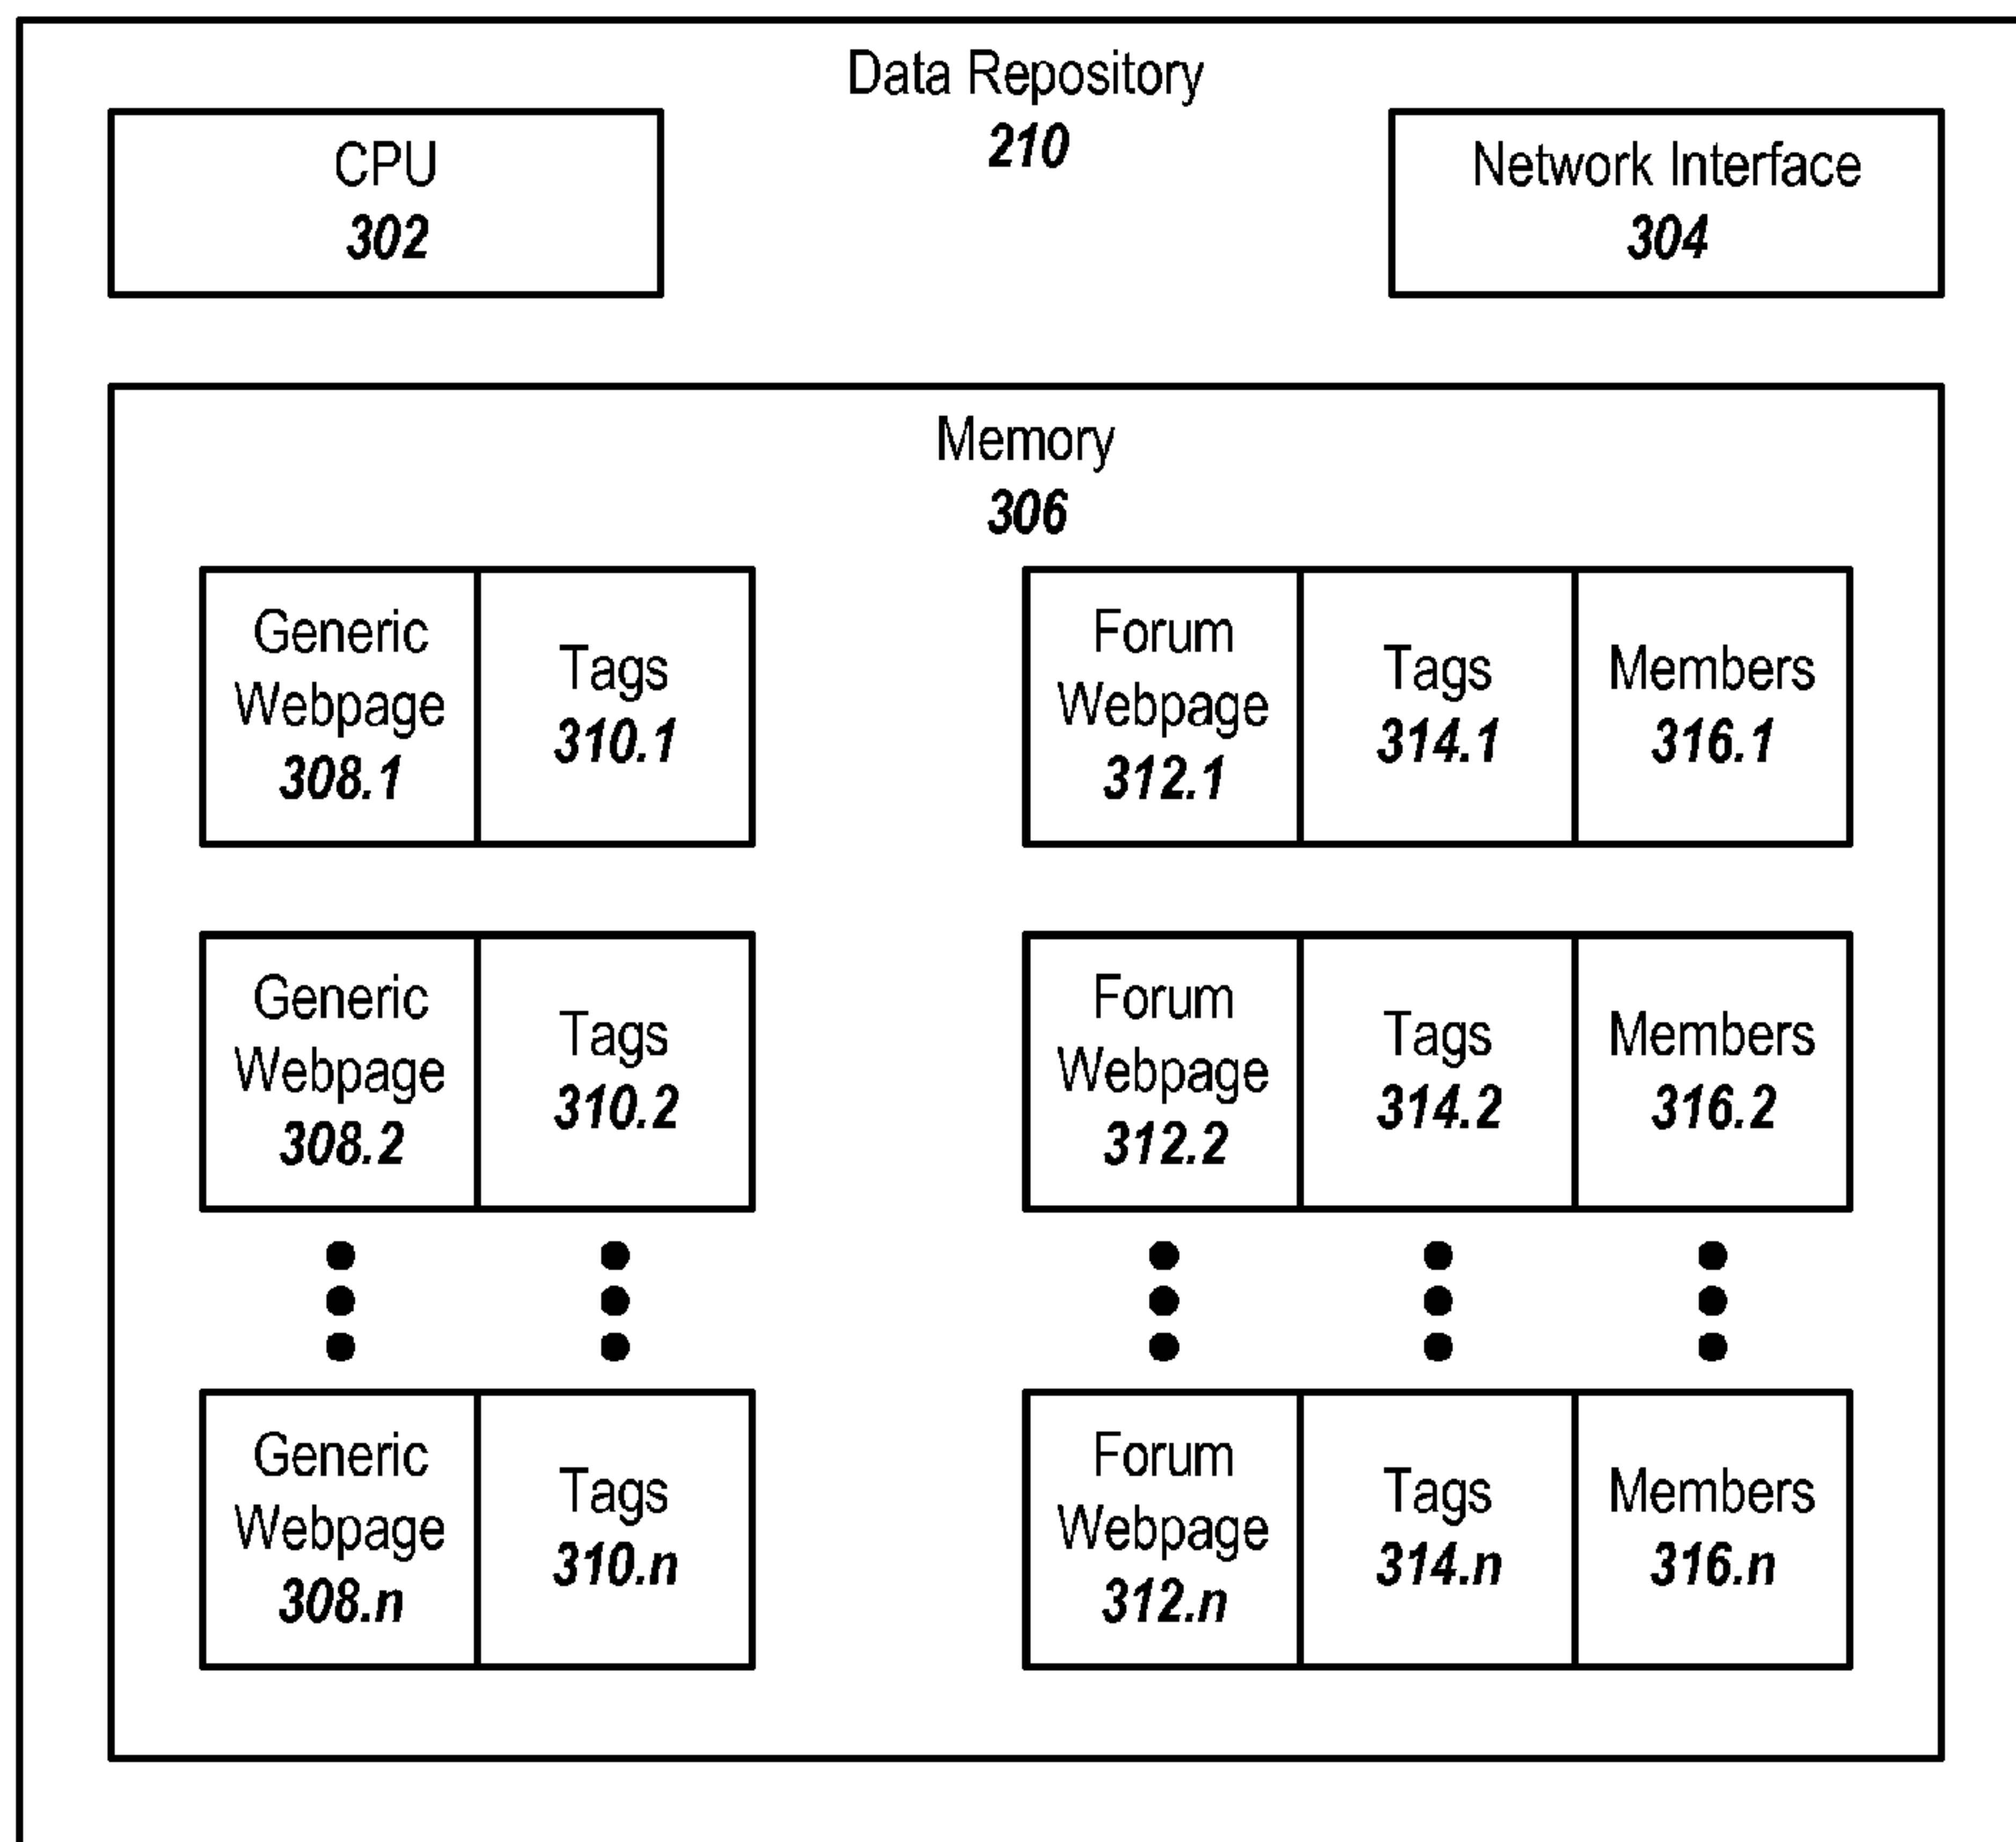 Data Repository
210
CPU
302
Network Interface
304
Memory
306
Generic
Webpage
308.1
Tags
310.1
Forum
Webpage
312.1
Tags
314.1
Members
316.1
Generic
Webpage
308.2
Tags
310.2
Forum
Webpage
312.2
Tags
314.2
Members
316.2
Generic
Webpage
308.n
Tags
310.n
Forum
Webpage
312.n
Tags
314.n
Members
316.n